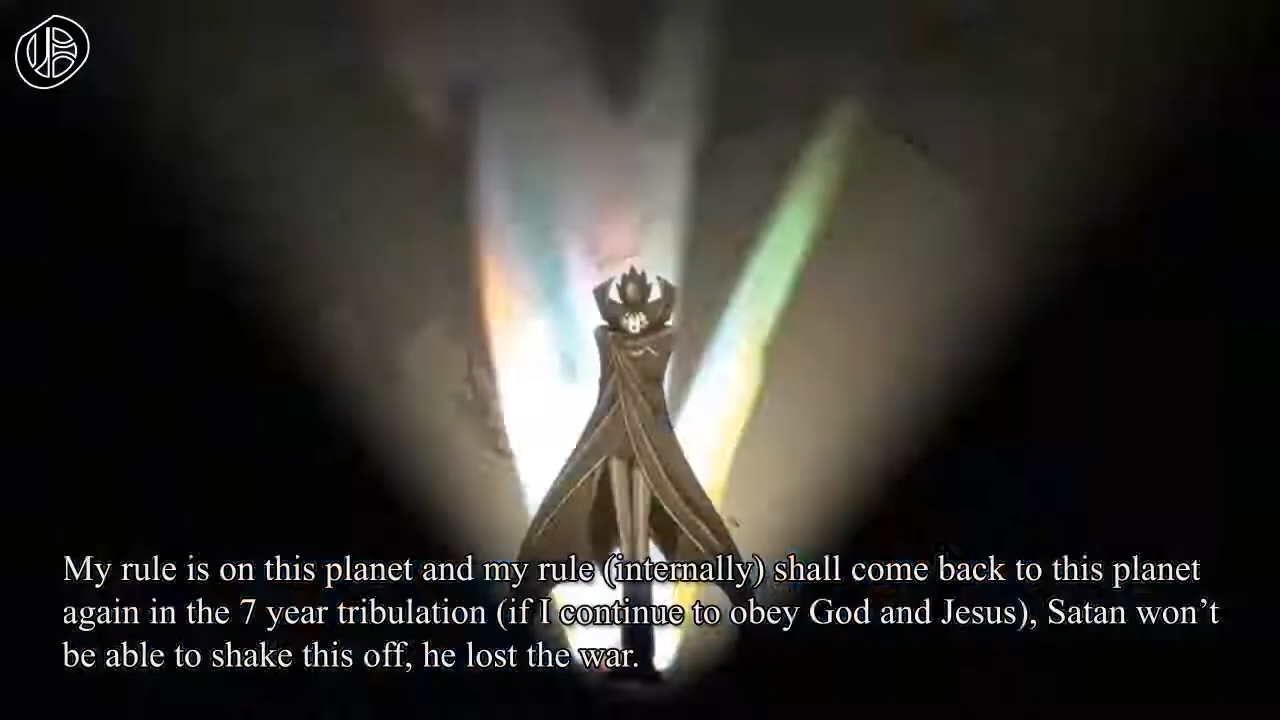 My rule is on this planet and my rule (internally) shall come back to this planet
again in the 7 year tribulation (if I continue to obey God and Jesus), Satan won’t
be able to shake this off, he lost the war.